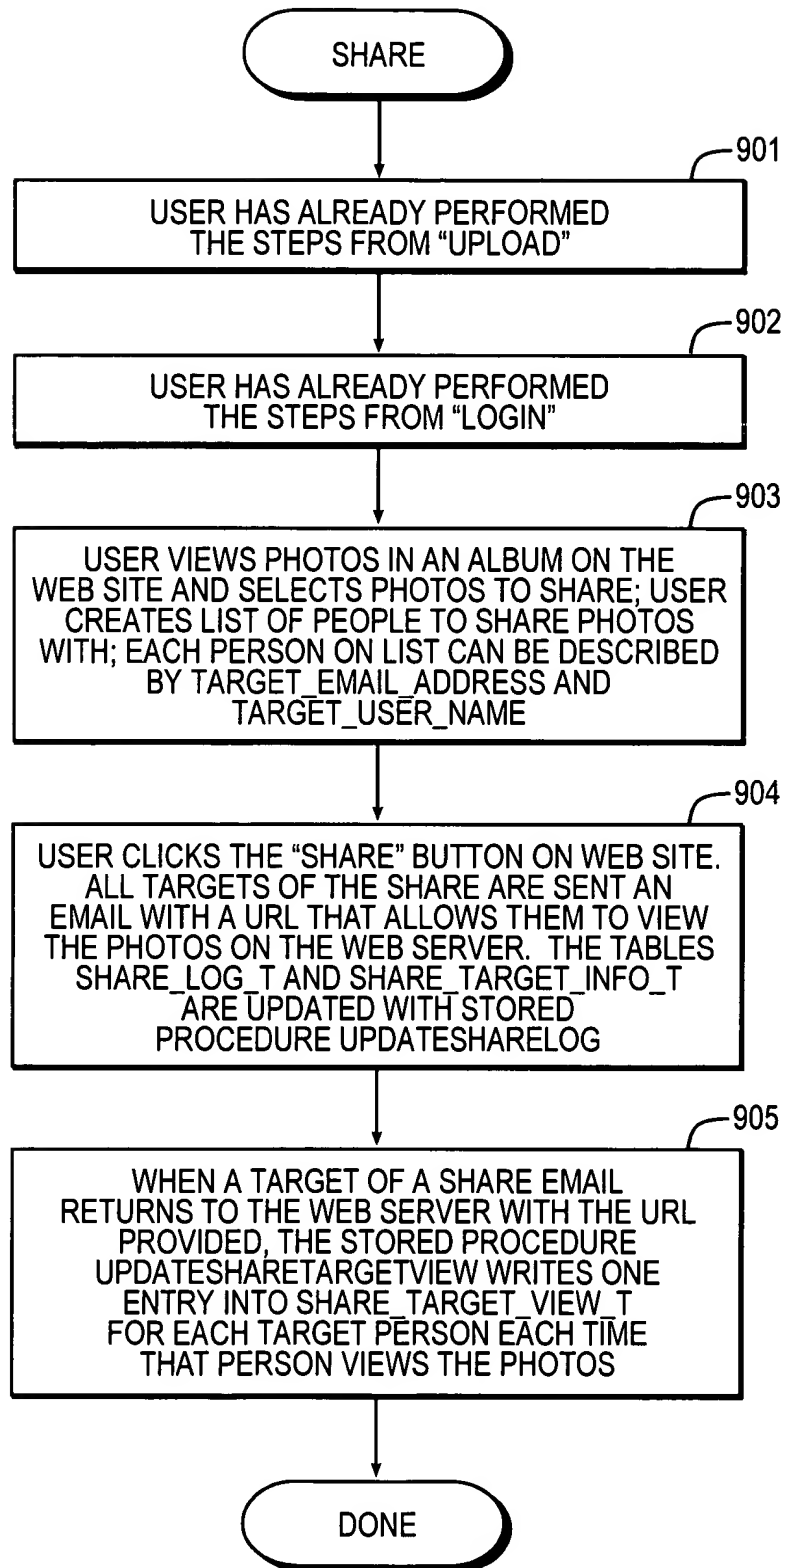 SHARE
901
USER HAS ALREADY PERFORMED
THE STEPS FROM “UPLOAD”
902
USER HAS ALREADY PERFORMED
THE STEPS FROM “LOGIN”
903
USER VIEWS PHOTOS IN AN ALBUM ON THE
WEB SITE AND SELECTS PHOTOS TO SHARE; USER
CREATES LIST OF PEOPLE TO SHARE PHOTOS
WITH; EACH PERSON ON LIST CAN BE DESCRIBED
BY TARGET_EMAIL_ADDRESS AND
TARGET_USER_NAME
904
USER CLICKS THE “SHARE” BUTTON ON WEB SITE.
ALL TARGETS OF THE SHARE ARE SENT AN
EMAIL WITH A URL THAT ALLOWS THEM TO VIEW
THE PHOTOS ON THE WEB SERVER. THE TABLES
SHARE_LOG_T AND SHARE_TARGET_INFO_T
ARE UPDATED WITH STORED
PROCEDURE UPDATESHARELOG
905
WHEN A TARGET OF A SHARE EMAIL
RETURNS TO THE WEB SERVER WITH THE URL
PROVIDED, THE STORED PROCEDURE
UPDATESHARETARGETVIEW WRITES ONE
ENTRY INTO SHARE_TARGET_VIEW_T
FOR EACH TARGET PERSON EACH TIME
THAT PERSON VIEWS THE PHOTOS
DONE